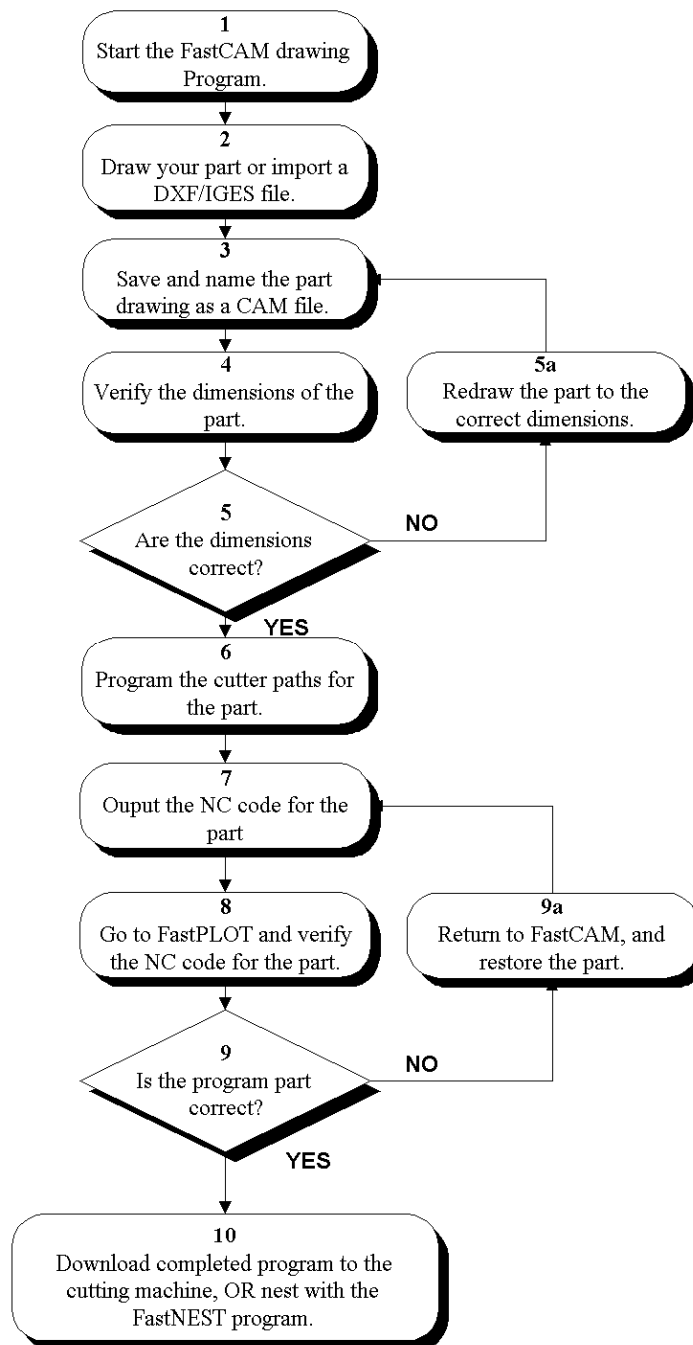 1
Start the FastCAM drawing
Program.
2
Draw your part or import a
DXF/IGES file.
3
Save and name the part
drawing as a CAM file.
4
Verify the dimensions of the
part.
5a
Redraw the part to the
correct dimensions.
5
Are the dimensions
correct?
NO
YES
6
Program the cutter paths for
the part.
7
Ouput the NC code for the
part
8
Go to FastPLOT and verify
the NC code for the part.
9a
Return to FastCAM, and
restore the part.
9
Is the program part
correct?
NO
YES
10
Download completed program to the
cutting machine, OR nest with the
FastNEST program.